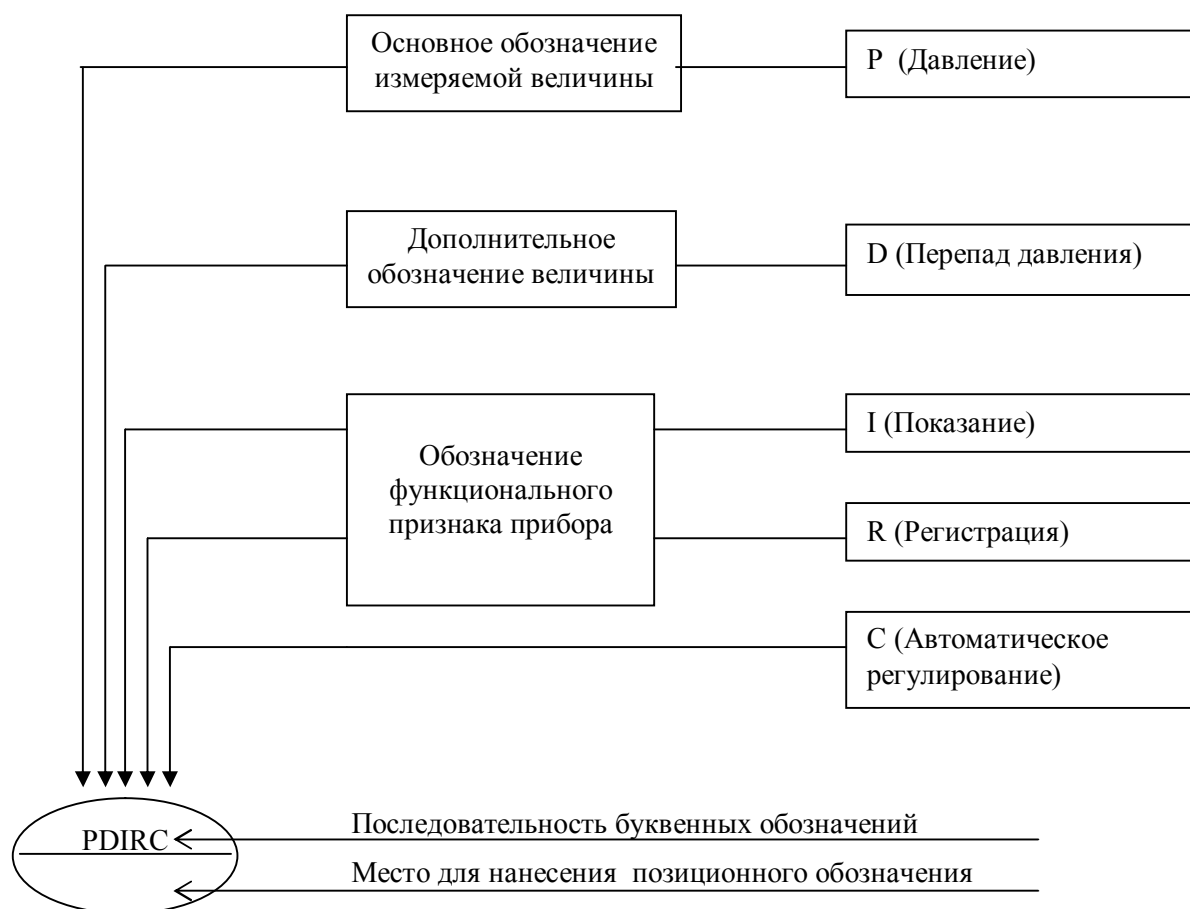 Основное обозначение
измеряемой величины
P (Давление)
Дополнительное
обозначение величины
D (Перепад давления)
Обозначение
функционального
признака прибора
I (Показание)
R (Регистрация)
C (Автоматическое
регулирование)
PDIRC
Последовательность буквенных обозначений
Место для нанесения позиционного обозначения